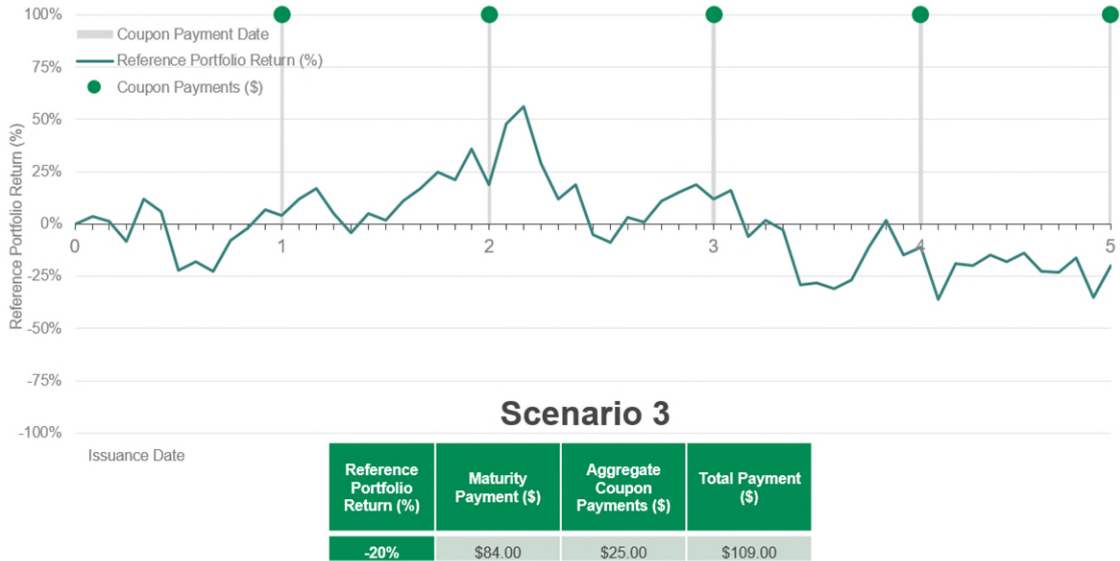 100%
Coupon Payment Date
Reference Portfolio Return (%)
Coupon Payments ($)
75%
50%
25%
0%
-25%
-50%
-75%
-100%
Reference Portfolio Return (%)
0 1 2 3 4 5
Scenario 3
Issuance Date
Reference Portfolio Return (%) Maturity Payment ($) Aggregate Coupon Payments ($) Total Payment ($)
-20% $84.00 $25.00 $109.00